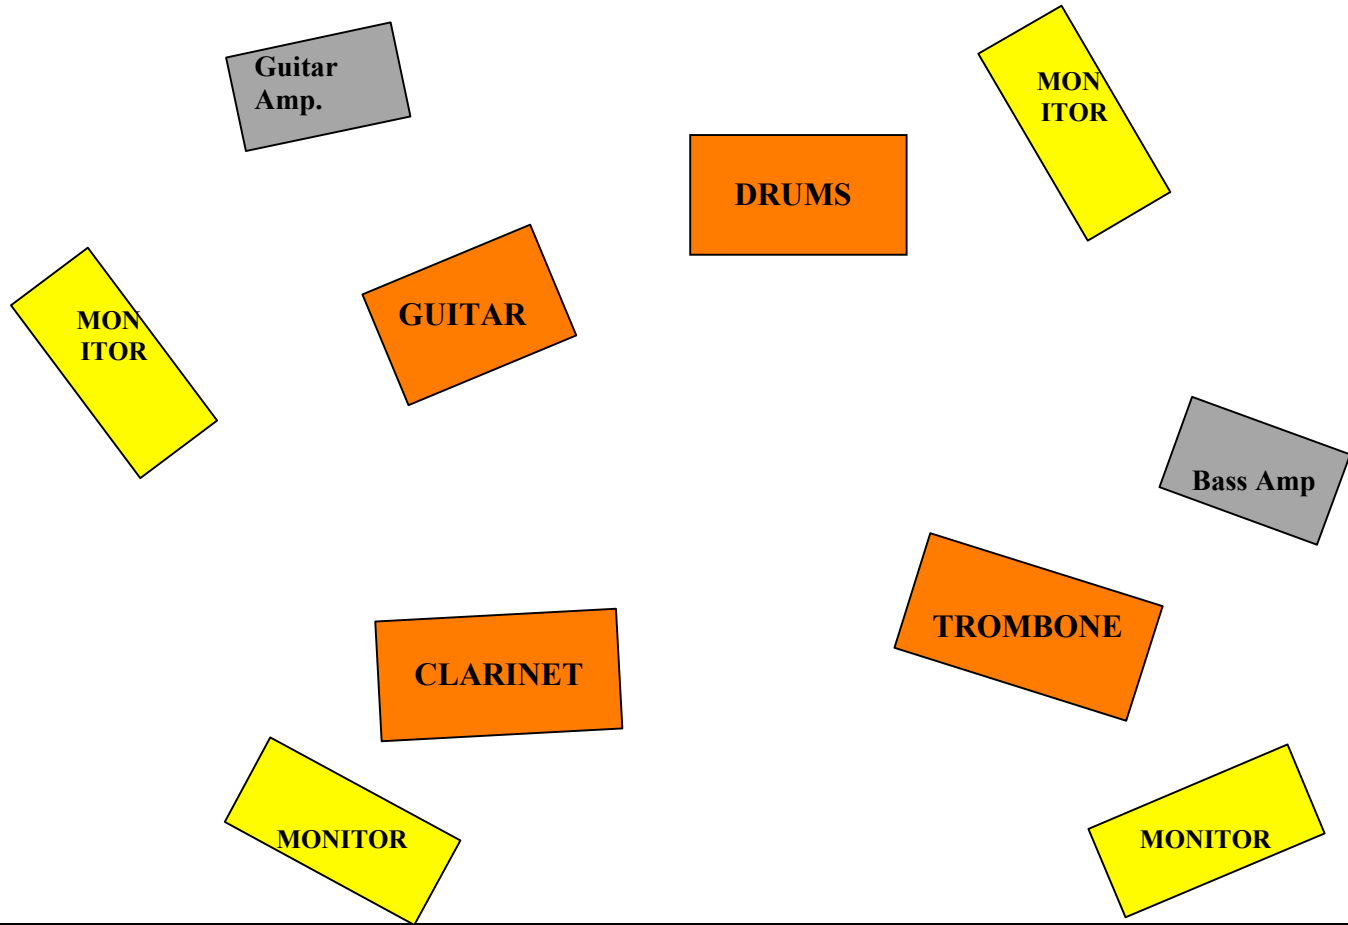 Guitar
Amp.
MON
ITOR
DRUMS
MON
ITOR
GUITAR
Bass Amp
TROMBONE
CLARINET
MONITOR
MONITOR